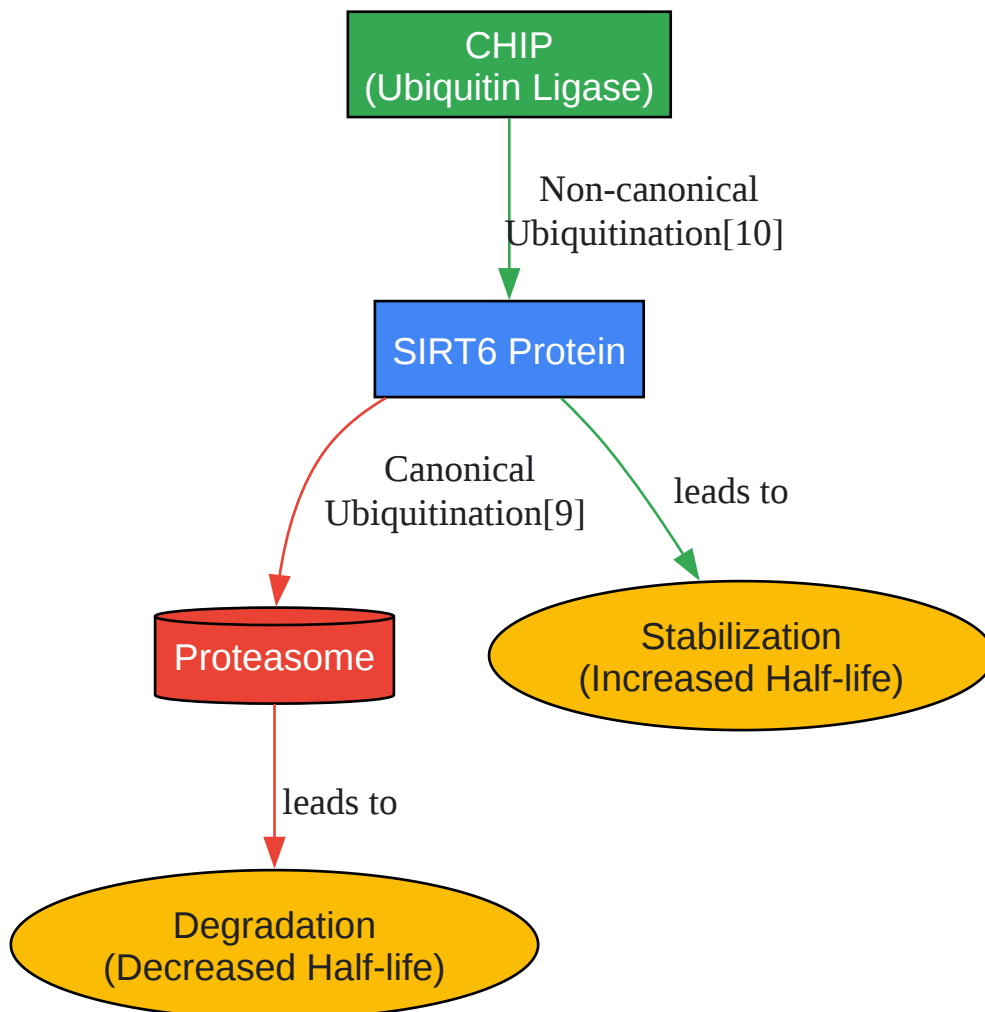 CHIP
(Ubiquitin Ligase)
Non-canonical
Ubiquitination[10]
SIRT6 Protein
Canonical
Ubiquitination[9]
leads to
Proteasome
Stabilization
(Increased Half-life)
leads to
Degradation
(Decreased Half-life)